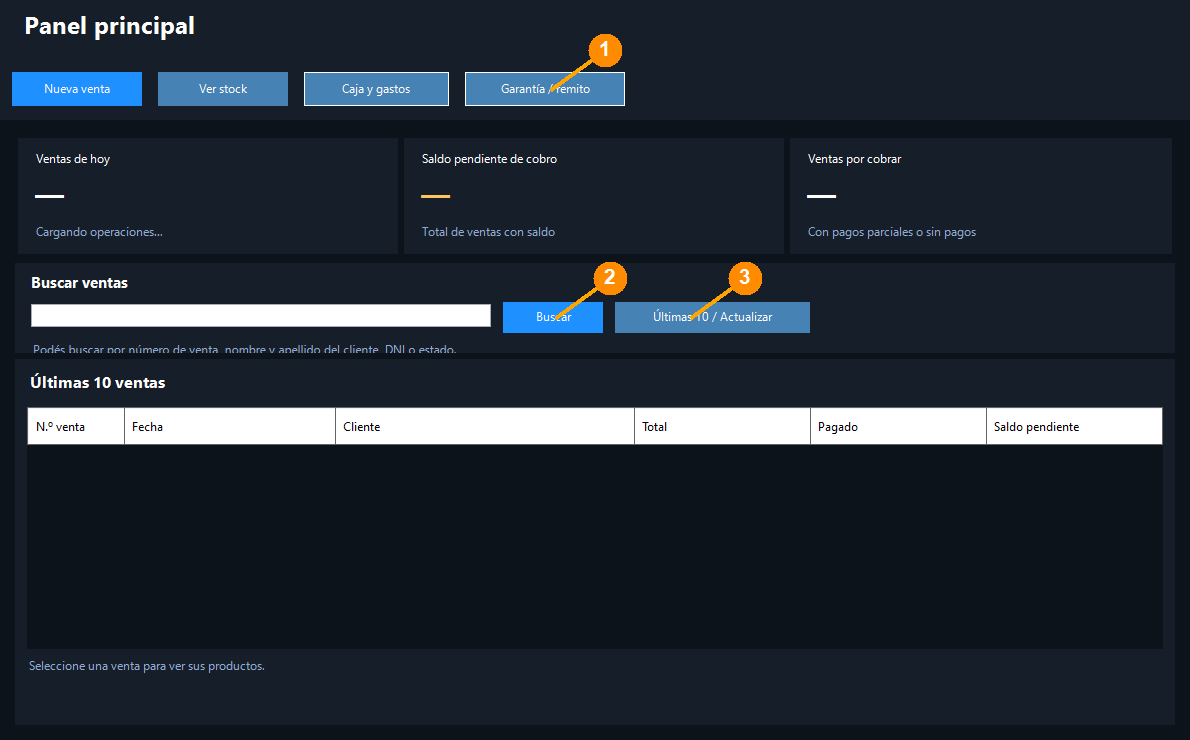 Panel principal
1
Nueva venta
Ver stock
Caja y gastos
Garantía / remito
Ventas de hoy
Saldo pendiente de cobro
Ventas por cobrar
Cargando operaciones...
Total de ventas con saldo
Con pagos parciales o sin pagos
2
3
Buscar ventas
Buscar
Últimas 10 / Actualizar
Podés buscar por número de venta, nombre y apellido del cliente, DNI o estado.
Últimas 10 ventas
N.º venta
Fecha
Cliente
Total
Pagado
Saldo pendiente
Seleccione una venta para ver sus productos.